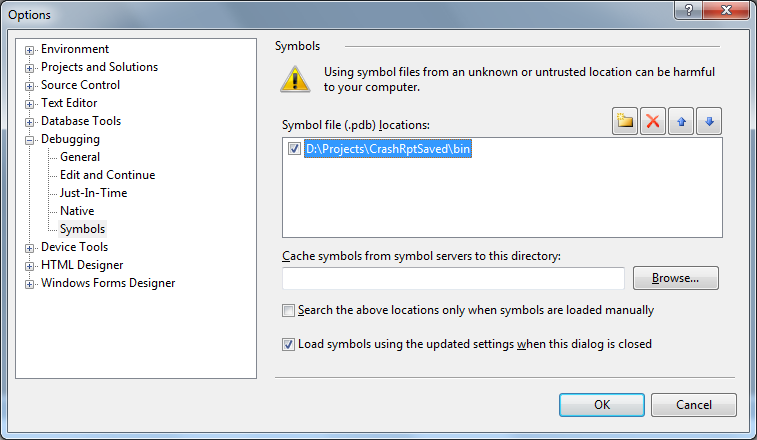 Options
Environment
Projects and Solutions
Source Control
Text Editor
Database Tools
Debugging
General
Edit and Continue
Just-In-Time
Native
Symbols
Device Tools
HTML Designer
Windows Forms Designer
Symbols
Using symbol files from an unknown or untrusted location can be harmful
to your computer.
Symbol file (.pdb) locations:
D:\Projects\CrashRptSaved\bin
Cache symbols from symbol servers to this directory:
Browse...
Search the above locations only when symbols are loaded manually
Load symbols using the updated settings when this dialog is closed
OK
Cancel